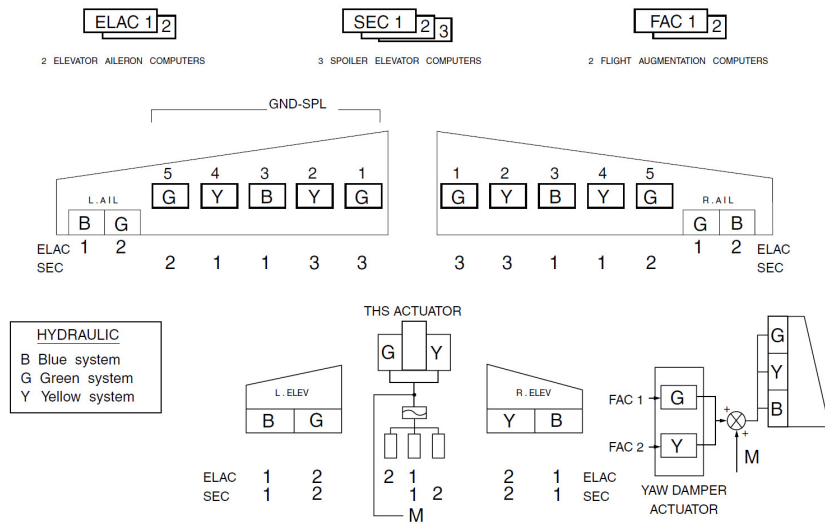 ELAC 1 2
SEC 1 2 3
FAC 1 2
2 ELEVATOR AILERON COMPUTERS
3 SPOILER ELEVATOR COMPUTERS
2 FLIGHT AUGMENTATION COMPUTERS
GND-SPL
5 4 3 2 1
1 2 3 4 5
G Y B Y G
G Y B Y G
L.AIL
R.AIL
B G
G B
ELAC 1 2
1 2 ELAC
SEC 2 1 1 3 3
3 3 1 1 2 SEC
THS ACTUATOR
G Y
HYDRAULIC
B Blue system
G Green system
Y Yellow system
L.ELEV
B G
R.ELEV
Y B
ELAC 1 2 2 1 2 1 ELAC
SEC 1 2 1 2 2 1 SEC
M
G
Y
B
FAC 1 G
FAC 2 Y
+
+
M
YAW DAMPER
ACTUATOR